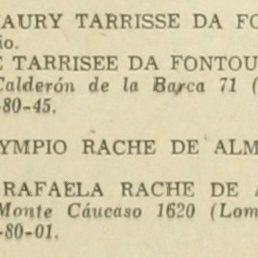 AURY TARRISSE DA FO
io.
E TARRISEE DA FONTOU
Calderón de la Barca 71 (
-80-45.
YMPIO RACHE DE ALM
RAFAELA RACHE DE A
Monte Cáucaso 1620 (Lom
-80-01.